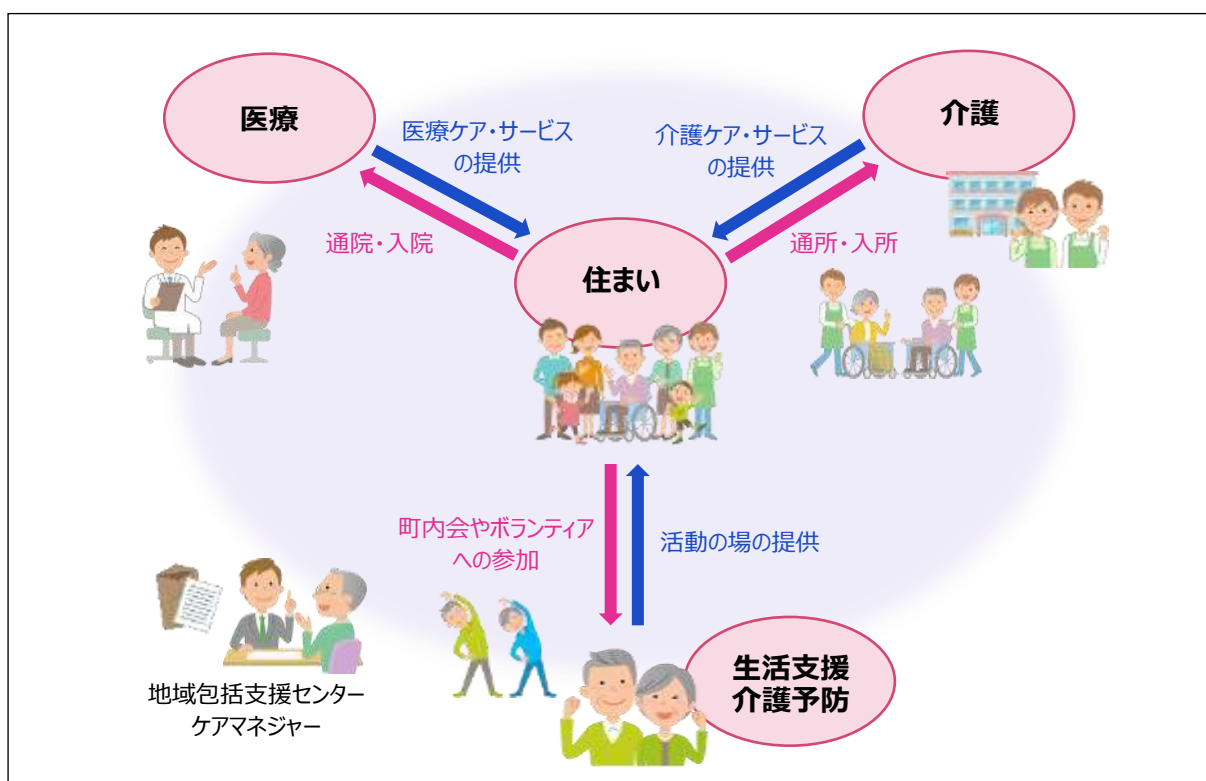 医療
介護
医療ケア・サービス
の提供
介護ケア・サービス
の提供
通院・入院
通所・入所
住まい
町内会やボランティア
への参加
活動の場の提供
生活支援
介護予防
地域包括支援センター
ケアマネジャー